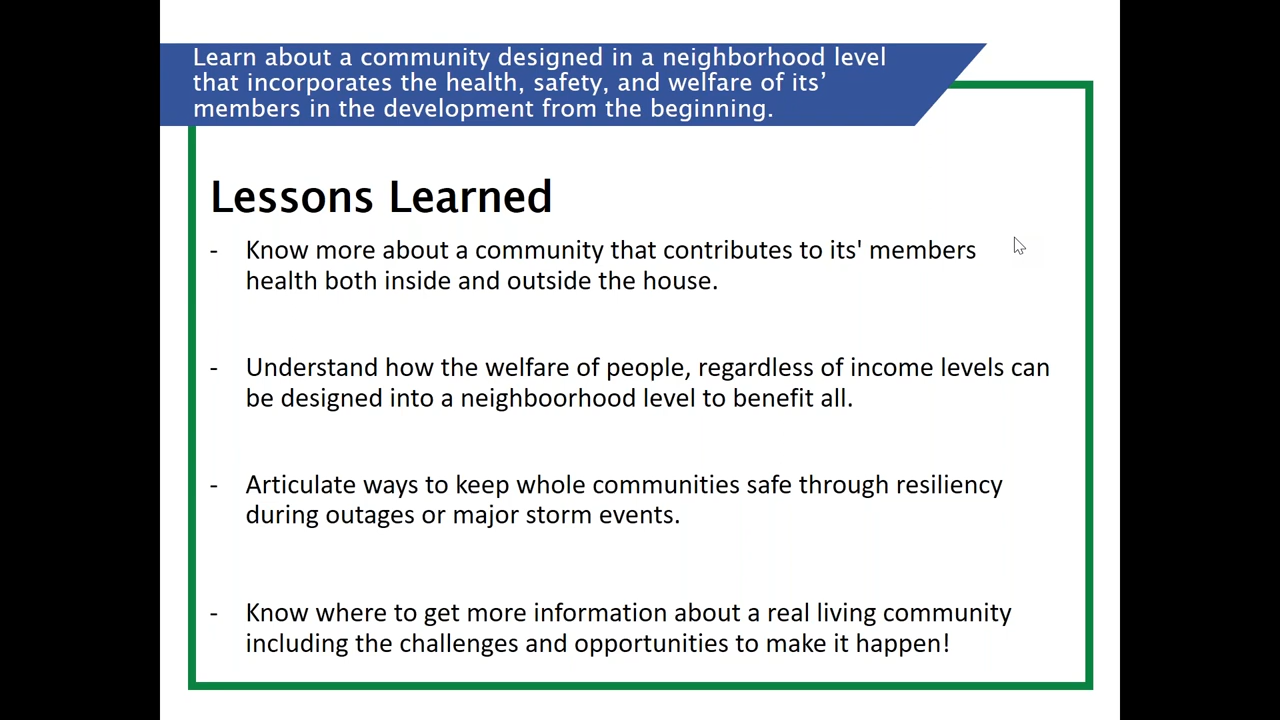 Learn about a community designed in a neighborhood level
that incorporates the health, safety, and welfare of its’
members in the development from the beginning.
Lessons Learned
- Know more about a community that contributes to its' members
health both inside and outside the house.
- Understand how the welfare of people, regardless of income levels can
be designed into a neighboorhood level to benefit all.
- Articulate ways to keep whole communities safe through resiliency
during outages or major storm events.
- Know where to get more information about a real living community
including the challenges and opportunities to make it happen!